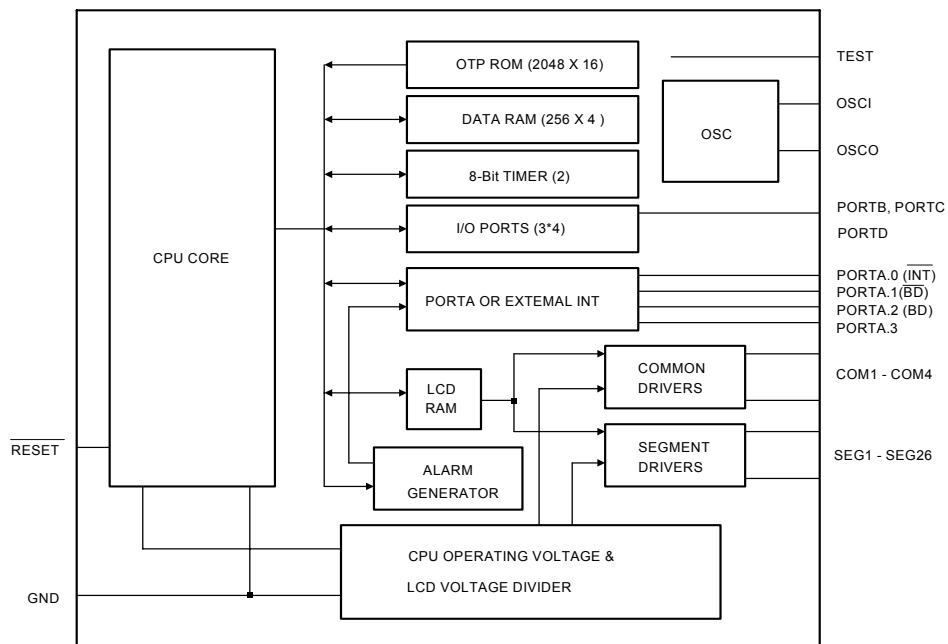 OTP ROM (2048 X 16)
TEST
DATA RAM (256 X 4 )
OSCI
OSC
OSCO
8-Bit TIMER (2)
PORTB, PORTC
I/O PORTS (3*4)
PORTD
CPU CORE
PORTA.0 (INT)
PORTA OR EXTEMAL INT
PORTA.1(BD)
PORTA.2 (BD)
PORTA.3
LCD
RAM
COMMON
DRIVERS
COM1 - COM4
RESET
ALARM
GENERATOR
SEGMENT
DRIVERS
SEG1 - SEG26
CPU OPERATING VOLTAGE &
LCD VOLTAGE DIVIDER
GND